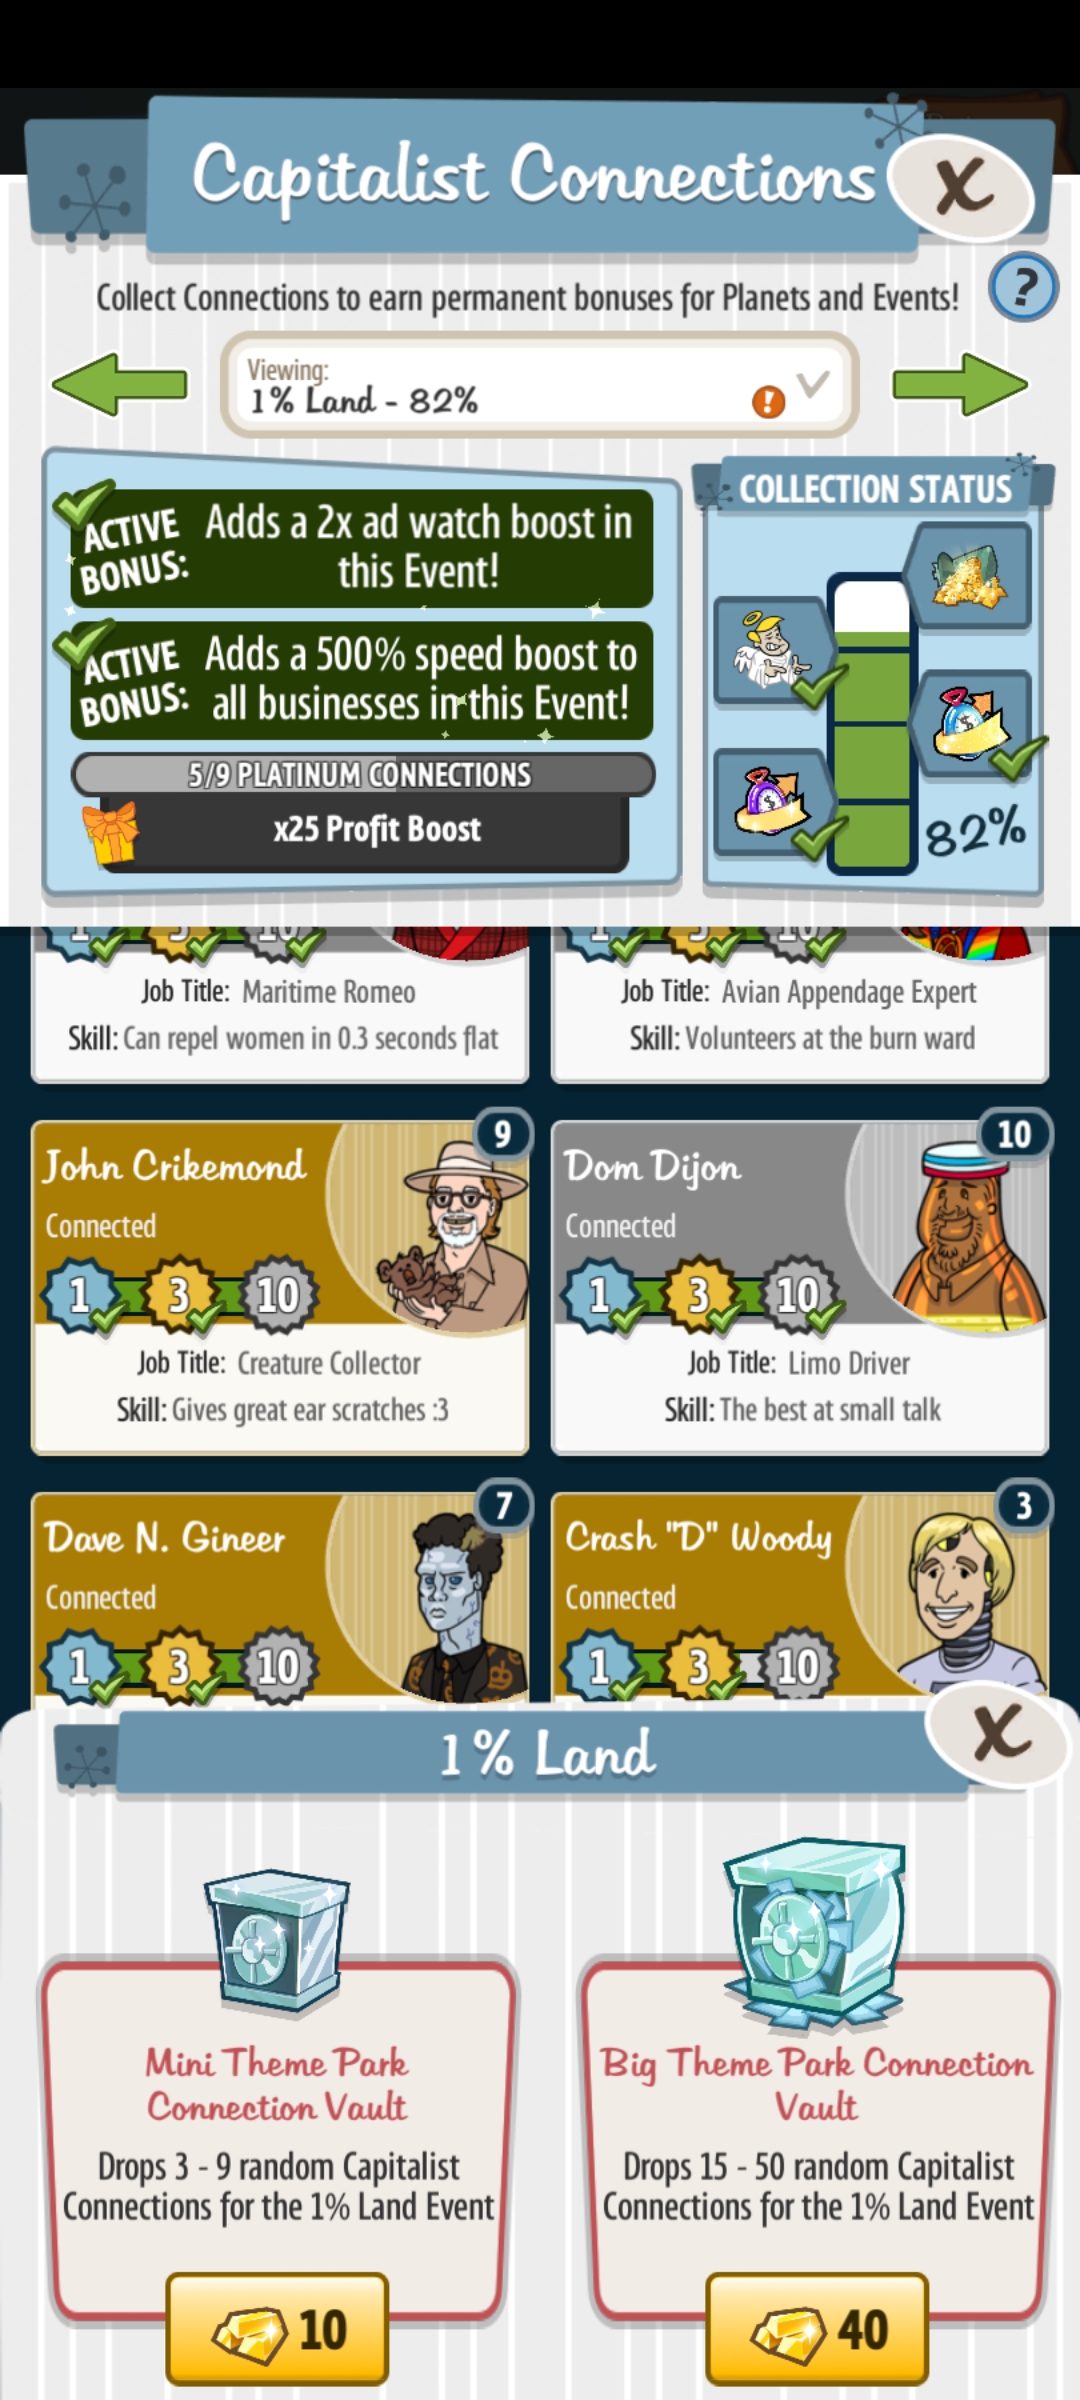 Capitalist Connections
X
Collect Connections to earn permanent bonuses for Planets and Events!
?
Viewing:
1% Land - 82%
!
ACTIVE BONUS:
Adds a 2x ad watch boost in
this Event!
ACTIVE BONUS:
Adds a 500% speed boost to
all businesses in this Event!
5/9 PLATINUM CONNECTIONS
x25 Profit Boost
COLLECTION STATUS
82%
1 3 10
1 3 10
Job Title: Maritime Romeo
Skill: Can repel women in 0.3 seconds flat
Job Title: Avian Appendage Expert
Skill: Volunteers at the burn ward
9
John Crikemond
Connected
1 3 10
Job Title: Creature Collector
Skill: Gives great ear scratches :3
10
Dom Dijon
Connected
1 3 10
Job Title: Limo Driver
Skill: The best at small talk
7
Dave N. Gineer
Connected
1 3 10
3
Crash "D" Woody
Connected
1 3 10
1% Land
X
Mini Theme Park
Connection Vault
Drops 3 - 9 random Capitalist
Connections for the 1% Land Event
10
Big Theme Park Connection
Vault
Drops 15 - 50 random Capitalist
Connections for the 1% Land Event
40